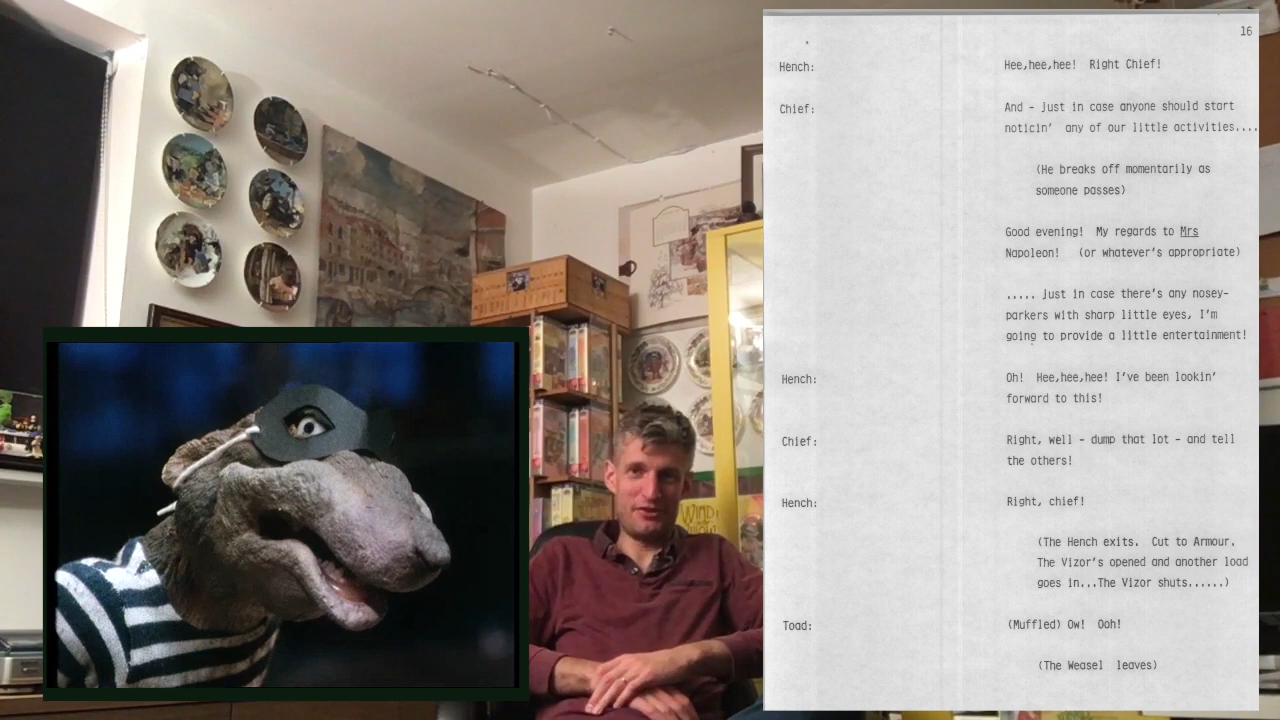 16
Hench: Hee,hee,hee! Right Chief!
Chief: And - just in case anyone should start
noticin' any of our little activities....
(He breaks off momentarily as
someone passes)
Good evening! My regards to Mrs
Napoleon! (or whatever's appropriate)
..... just in case there's any nosey-
parkers with sharp little eyes, I'm
going to provide a little entertainment!
Hench: Oh! Hee,hee,hee! I've been lookin'
forward to this!
Chief: Right, well - dump that lot - and tell
the others!
Hench: Right, chief!
(The Hench exits. Cut to Armour.
The Vizor's opened and another load
goes in...The Vizor shuts......)
Toad: (Muffled) Ow! Ooh!
(The Weasel leaves)
WIND